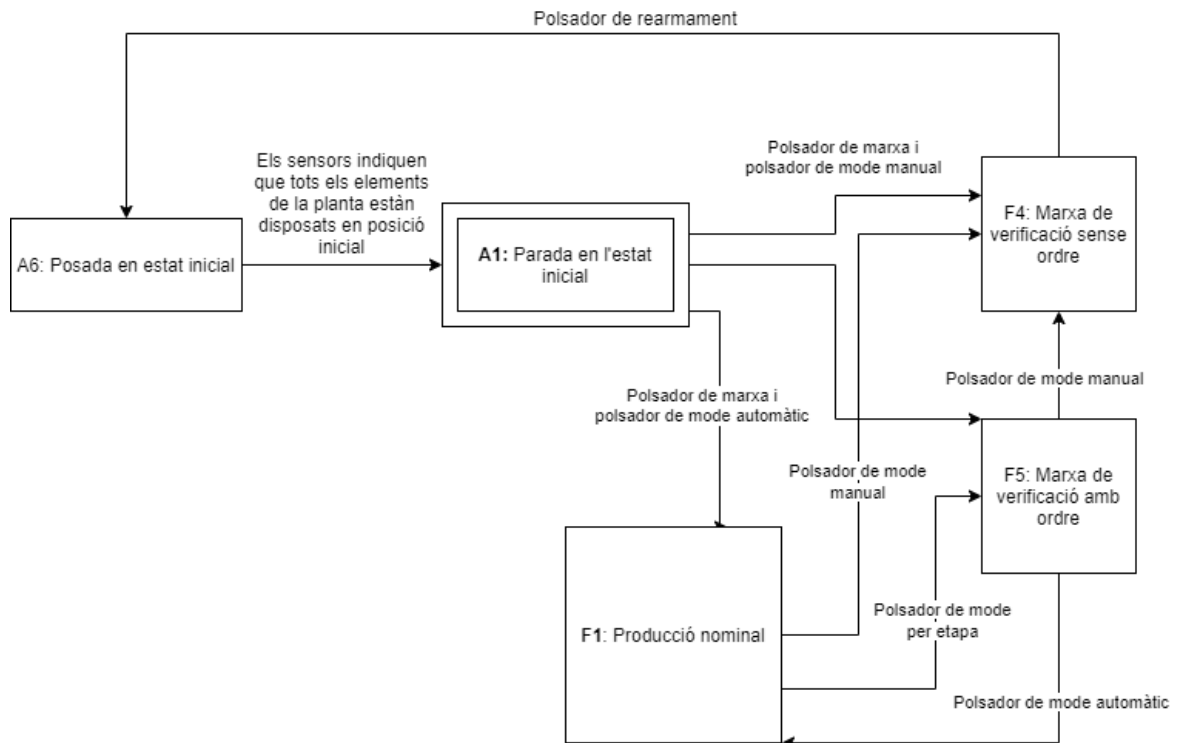 Polsador de rearmament
Els sensors indiquen
que tots els elements
de la planta estàn
disposats en posició
inicial
A6: Posada en estat inicial
A1: Parada en l'estat
inicial
Polsador de marxa i
polsador de mode manual
F4: Marxa de
verificació sense
ordre
Polsador de mode manual
Polsador de marxa i
polsador de mode automàtic
Polsador de mode
manual
F5: Marxa de
verificació amb
ordre
F1: Producció nominal
Polsador de mode
per etapa
Polsador de mode automàtic